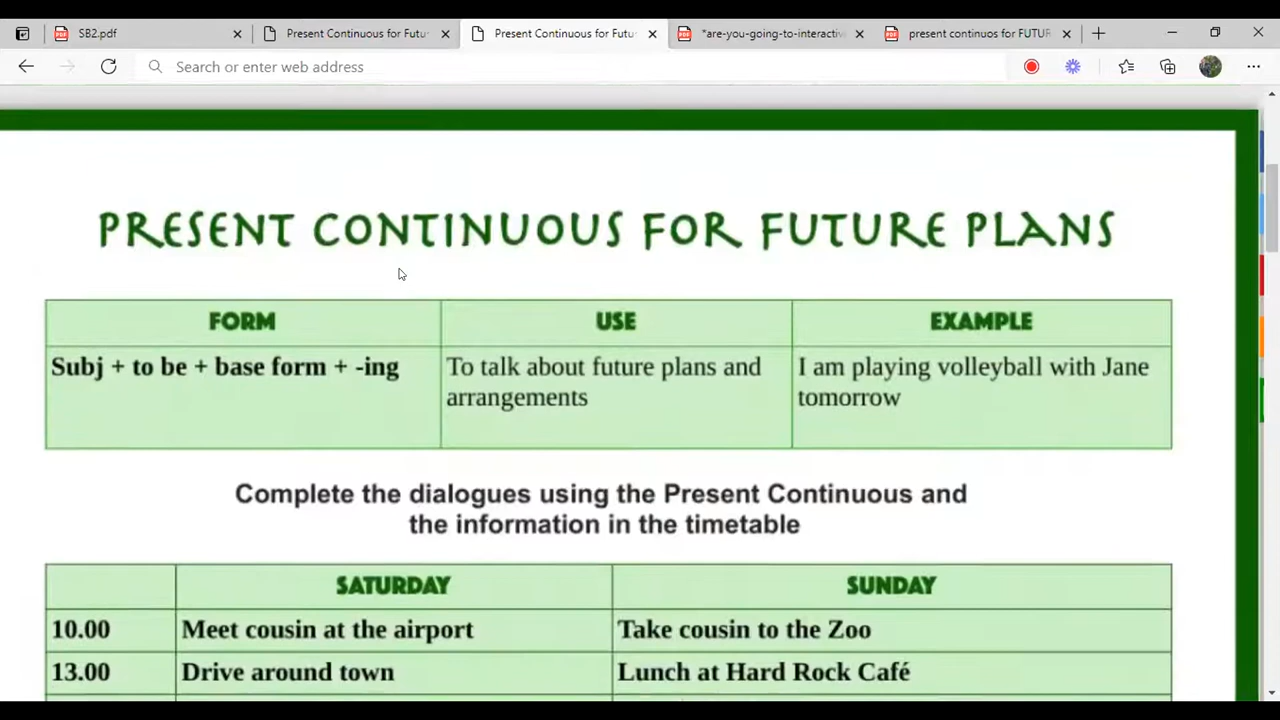 SB2.pdf
Present Continuous for Futu
Present Continuous for Futu
*are-you-going-to-interactiv
present continuos for FUTUR
Search or enter web address
PRESENT CONTINUOUS FOR FUTURE PLANS
FORM USE EXAMPLE
Subj + to be + base form + -ing To talk about future plans and I am playing volleyball with Jane
arrangements tomorrow
Complete the dialogues using the Present Continuous and
the information in the timetable
SATURDAY SUNDAY
10.00 Meet cousin at the airport Take cousin to the Zoo
13.00 Drive around town Lunch at Hard Rock Café